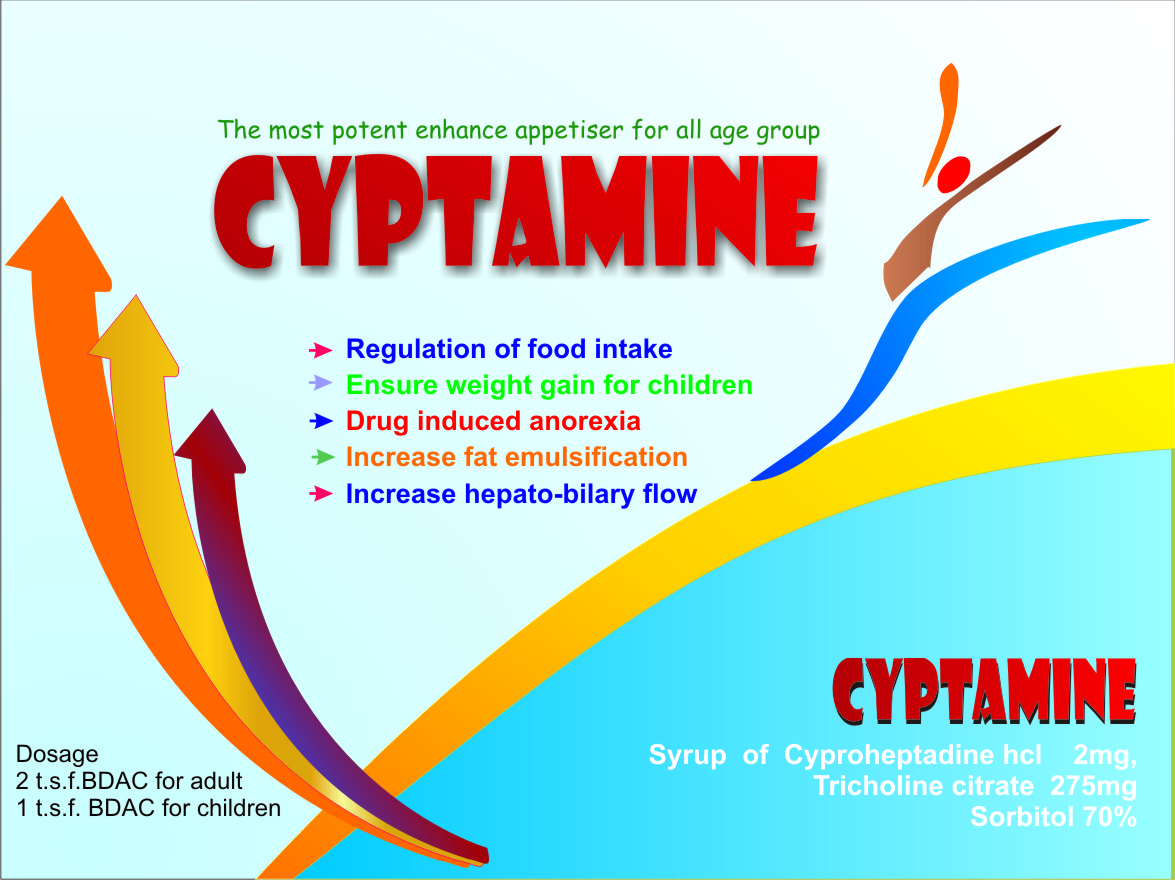 The most potent enhance appetiser for all age group
CYPTAMINE
Regulation of food intake
Ensure weight gain for children
Drug induced anorexia
Increase fat emulsification
Increase hepato-bilary flow
CYPTAMINE
Syrup of Cyproheptadine hcl 2mg,
Tricholine citrate 275mg
Sorbitol 70%
Dosage
2 t.s.f.BDAC for adult
1 t.s.f. BDAC for children